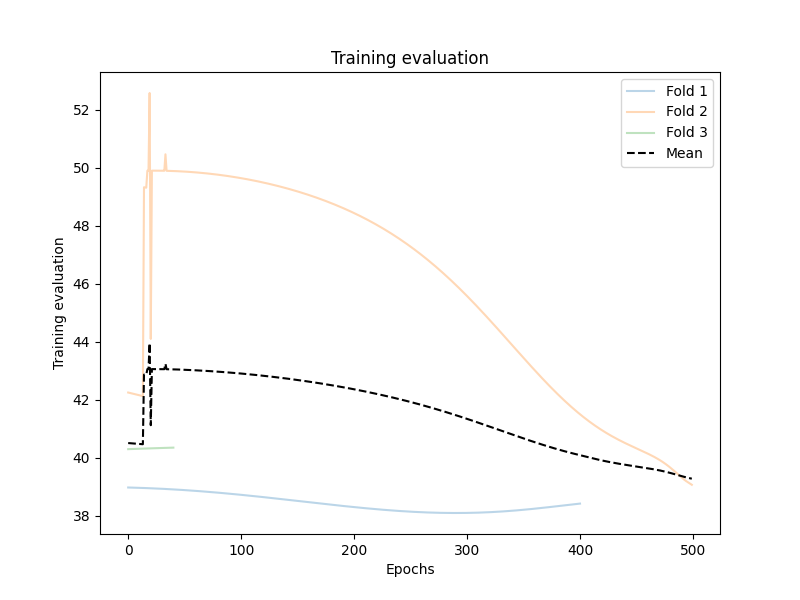 Training evaluation
Fold 1
Fold 2
Fold 3
Mean
Training evaluation
52
50
48
46
44
42
40
38
0 100 200 300 400 500
Epochs